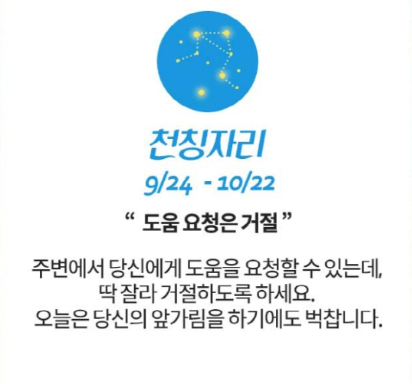 천칭자리
9/24 - 10/22
“ 도움 요청은 거절 ”
주변에서 당신에게 도움을 요청할 수 있는데,
딱 잘라 거절하도록 하세요.
오늘은 당신의 앞가림을 하기에도 벅찹니다.